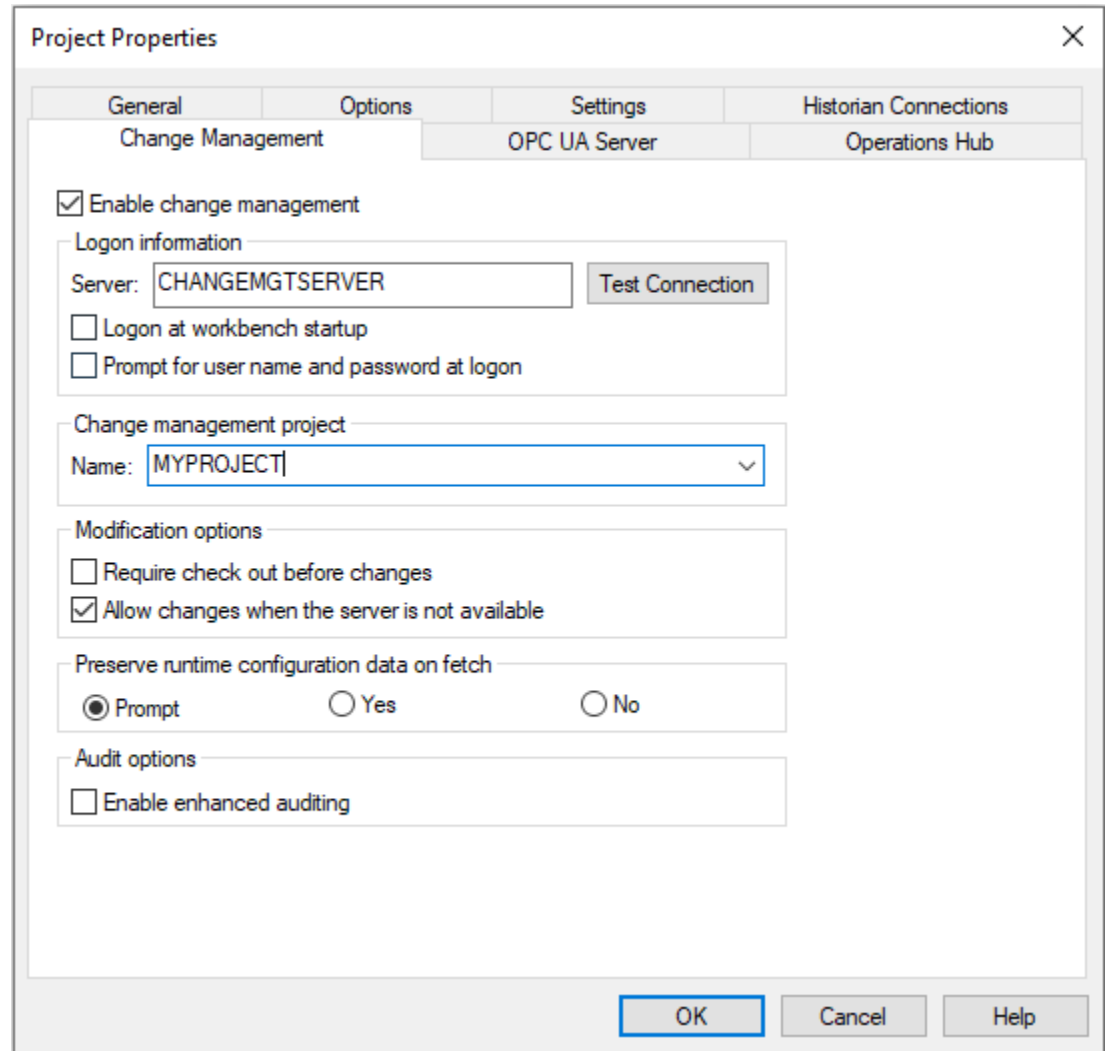 Project Properties
General Options Settings Historian Connections
Change Management OPC UA Server Operations Hub
Enable change management
Logon information
Server: CHANGEMGTSERVER Test Connection
Logon at workbench startup
Prompt for user name and password at logon
Change management project
Name: MYPROJECT
Modification options
Require check out before changes
Allow changes when the server is not available
Preserve runtime configuration data on fetch
Prompt Yes No
Audit options
Enable enhanced auditing
OK Cancel Help